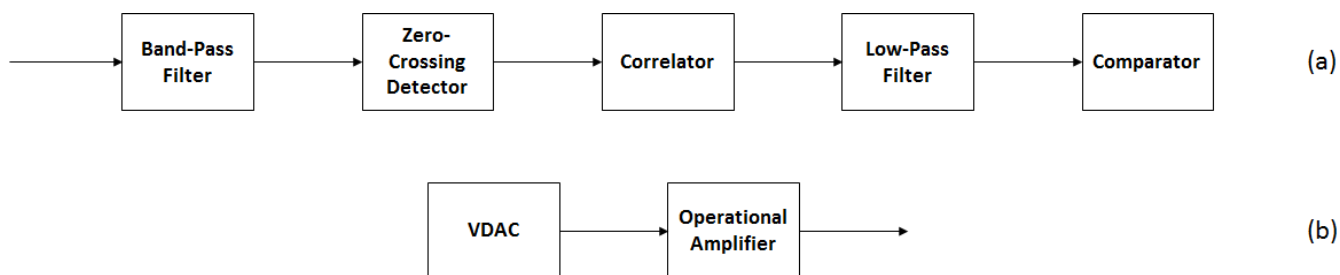 Band-Pass
Filter
Zero-
Crossing
Detector
Correlator
Low-Pass
Filter
Comparator
(a)
VDAC
Operational
Amplifier
(b)